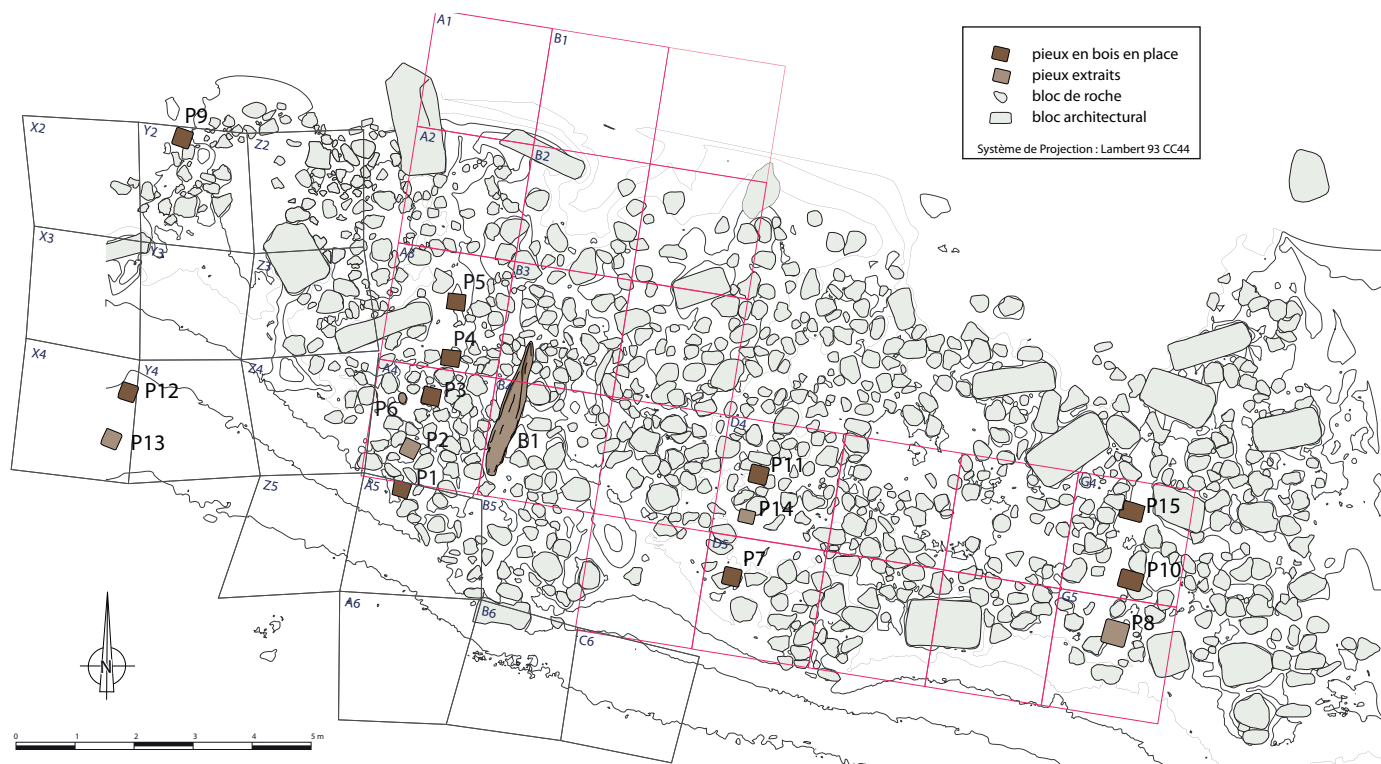 A1
B1
pieux en bois en place
pieux extraits
bloc de roche
bloc architectural
Système de Projection : Lambert 93 CC44
X2
Y2
P9
Z2
A2
B2
X3
Y3
Z3
A3
B3
P5
P4
X4
Y4
Z4
A4
B4
P12
P6
P3
P13
P2
B1
D4
P11
P1
P14
G4
P15
Z5
A5
B5
D5
P7
P10
A6
B6
G5
P8
C6
N
0
1
2
3
4
5 m